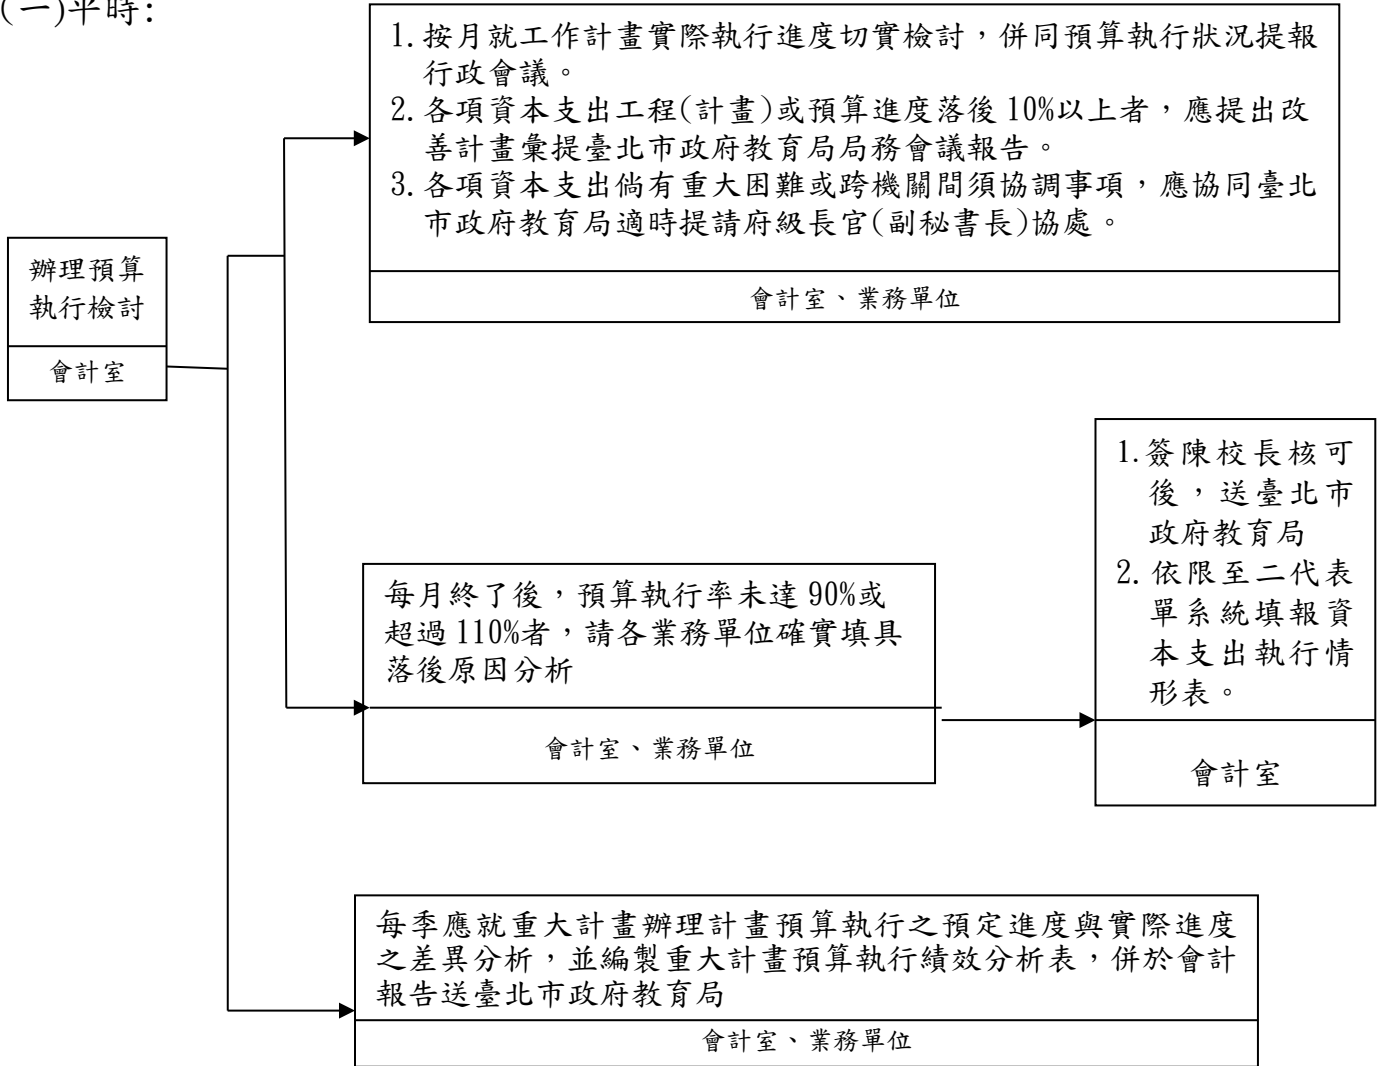 (一)平時:
1.按月就工作計畫實際執行進度切實檢討，併同預算執行狀況提報
行政會議。
2.各項資本支出工程(計畫)或預算進度落後10%以上者，應提出改
善計畫彙提臺北市政府教育局局務會議報告。
3.各項資本支出倘有重大困難或跨機關間須協調事項，應協同臺北
市政府教育局適時提請府級長官(副秘書長)協處。
會計室、業務單位
辦理預算
執行檢討
會計室
1.簽陳校長核可
後，送臺北市
政府教育局
2.依限至二代表
單系統填報資
本支出執行情
形表。
會計室
每月終了後，預算執行率未達90%或
超過110%者，請各業務單位確實填具
落後原因分析
會計室、業務單位
每季應就重大計畫辦理計畫預算執行之預定進度與實際進度
之差異分析，並編製重大計畫預算執行績效分析表，併於會計
報告送臺北市政府教育局
會計室、業務單位